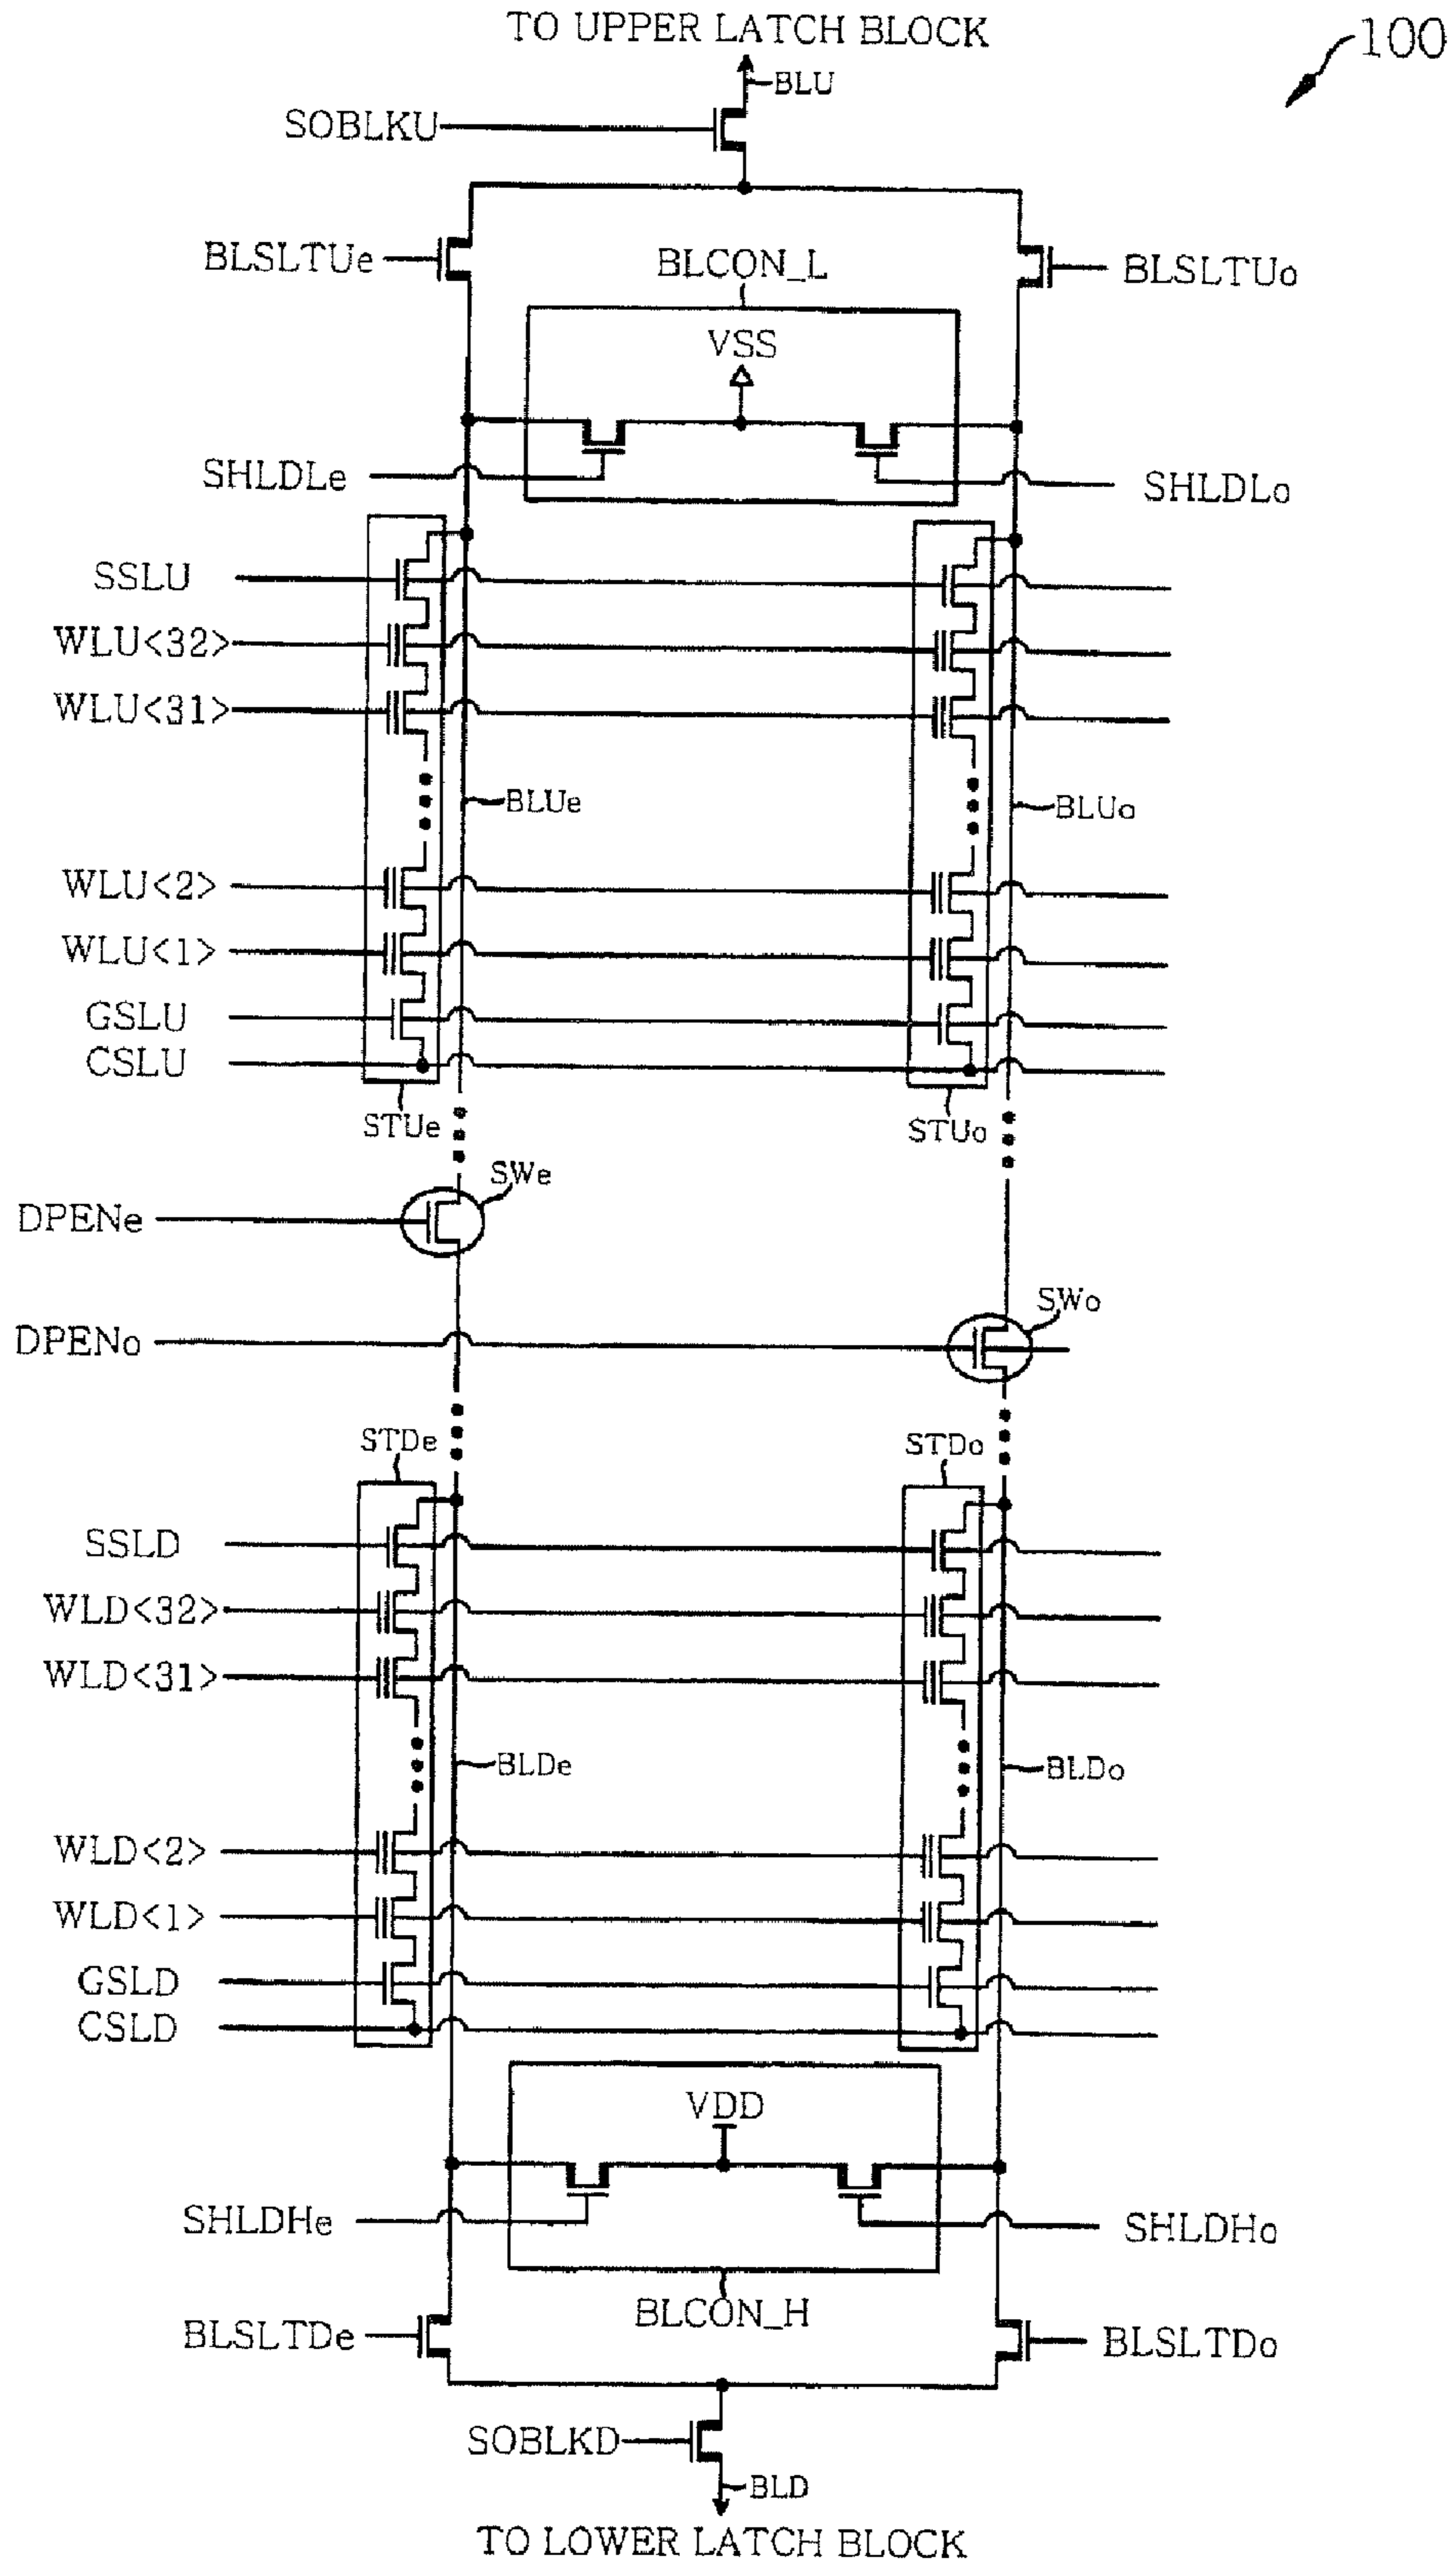 TO UPPER LATCH BLOCK
100
BLU
SOBLKU
BLSLTUe
BLCON_L
BLSLTUo
VSS
SHLDLe
SHLDLo
SSLU
WLU<32>
WLU<31>
BLUe
BLUo
WLU<2>
WLU<1>
GSLU
CSLU
STUe
STUo
SWe
DPENe
SWo
DPENo
STDe
STDo
SSLD
WLD<32>
WLD<31>
BLDe
BLDo
WLD<2>
WLD<1>
GSLD
CSLD
VDD
SHLDHe
SHLDHo
BLCON_H
BLSLTDe
BLSLTDo
SOBLKD
BLD
TO LOWER LATCH BLOCK